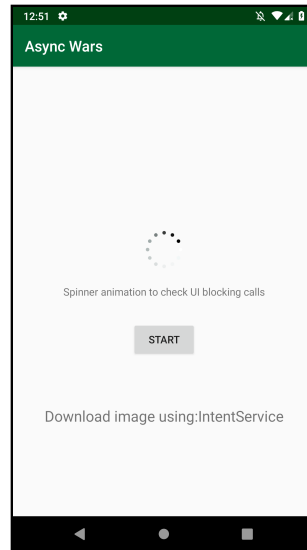 12:51
Async Wars
Spinner animation to check UI blocking calls
START
Download image using:IntentService